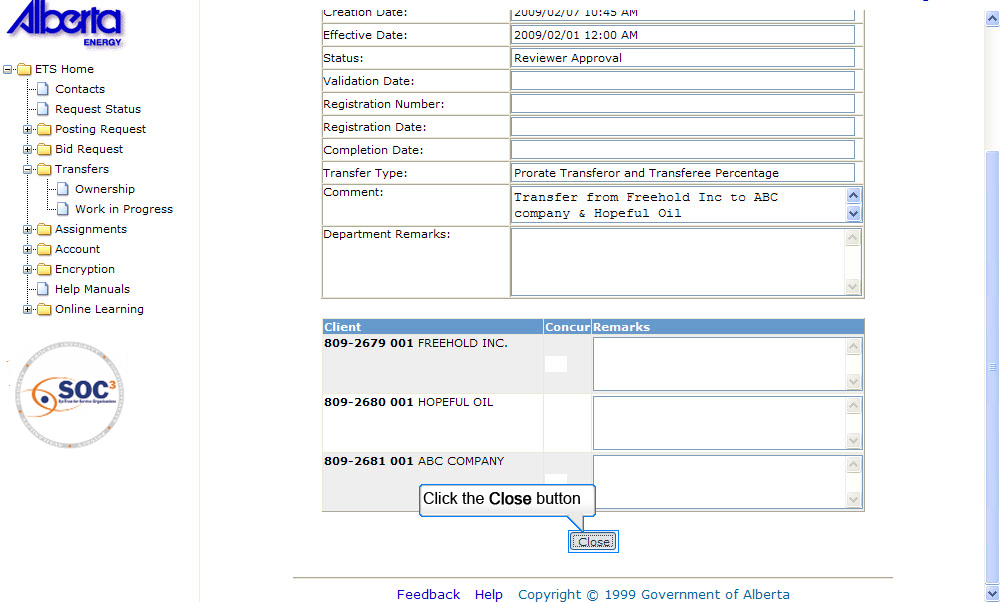 Alberta
ENERGY
ETS Home
Contacts
Request Status
Posting Request
Bid Request
Transfers
Ownership
Work in Progress
Assignments
Account
Encryption
Help Manuals
Online Learning
SOC3
Creation Date: 2009/02/07 10:45 AM
Effective Date: 2009/02/01 12:00 AM
Status: Reviewer Approval
Validation Date:
Registration Number:
Registration Date:
Completion Date:
Transfer Type: Prorate Transferor and Transferee Percentage
Comment: Transfer from Freehold Inc to ABC
company & Hopeful Oil
Department Remarks:
Client Concur Remarks
809-2679 001 FREEHOLD INC.
809-2680 001 HOPEFUL OIL
809-2681 001 ABC COMPANY
Click the Close button
Close
Feedback Help Copyright © 1999 Government of Alberta